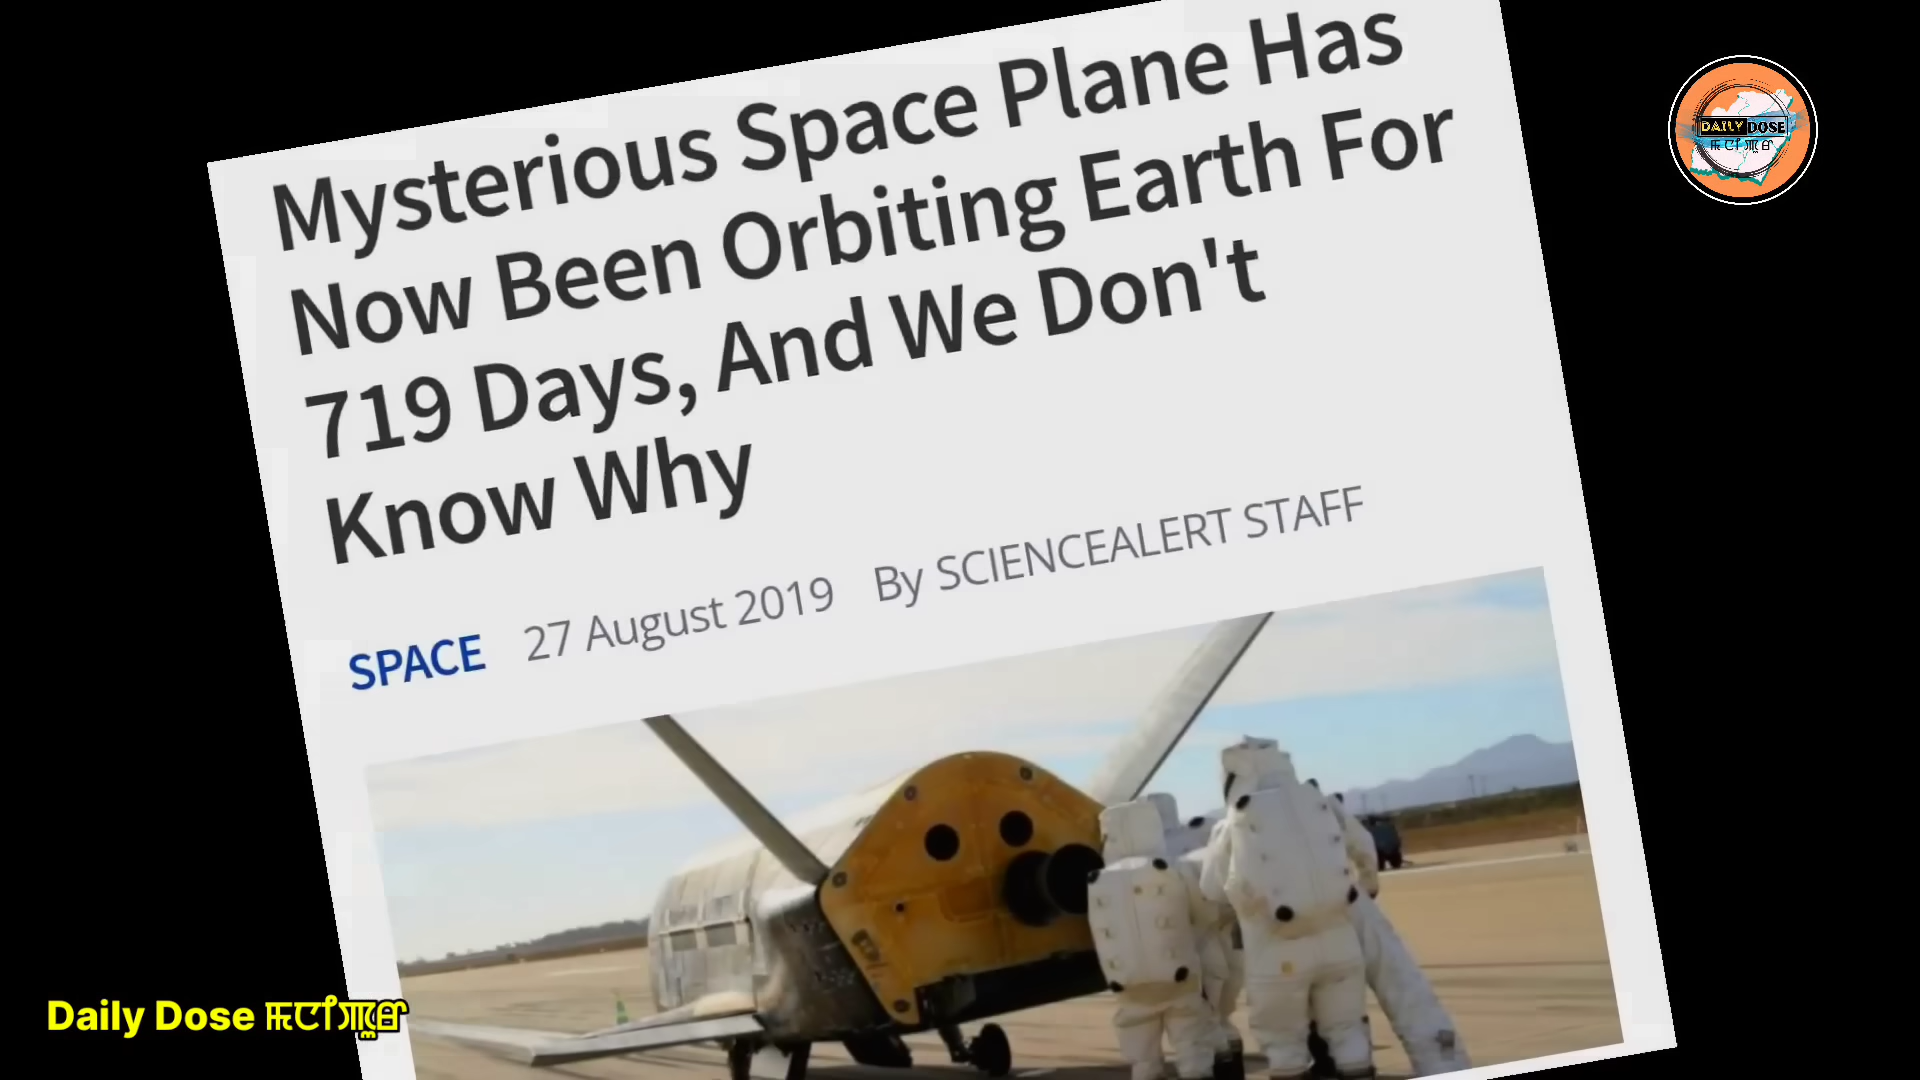 Mysterious Space Plane Has
Now Been Orbiting Earth For
719 Days, And We Don't
Know Why
SPACE 27 August 2019 By SCIENCEALERT STAFF
DAILY DOSE
Daily Dose